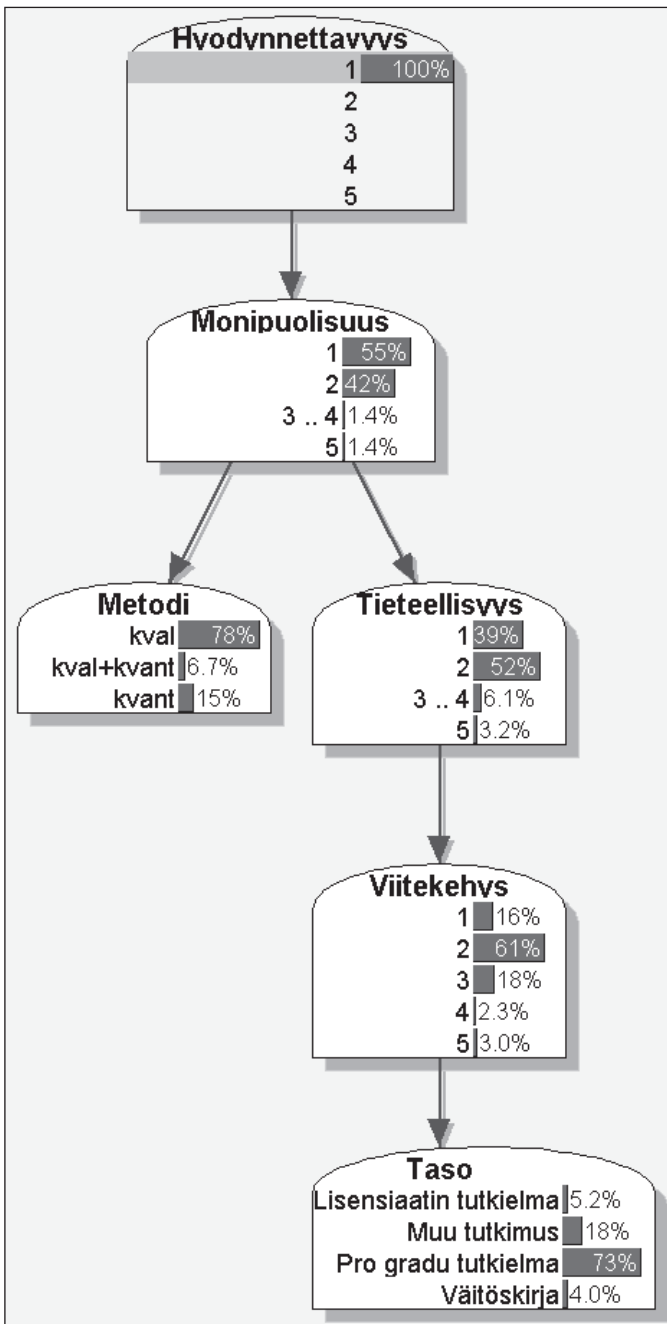 Hyodynnettavyys
1 100%
2
3
4
5
Monipuolisuus
1 55%
2 42%
3 .. 4 1.4%
5 1.4%
Metodi
kval 78%
kval+kvant 6.7%
kvant 15%
Tieteellisyys
1 39%
2 52%
3 .. 4 6.1%
5 3.2%
Viitekehys
1 16%
2 61%
3 18%
4 2.3%
5 3.0%
Taso
Lisensiaatin tutkielma 5.2%
Muu tutkimus 18%
Pro gradu tutkielma 73%
Väitöskirja 4.0%